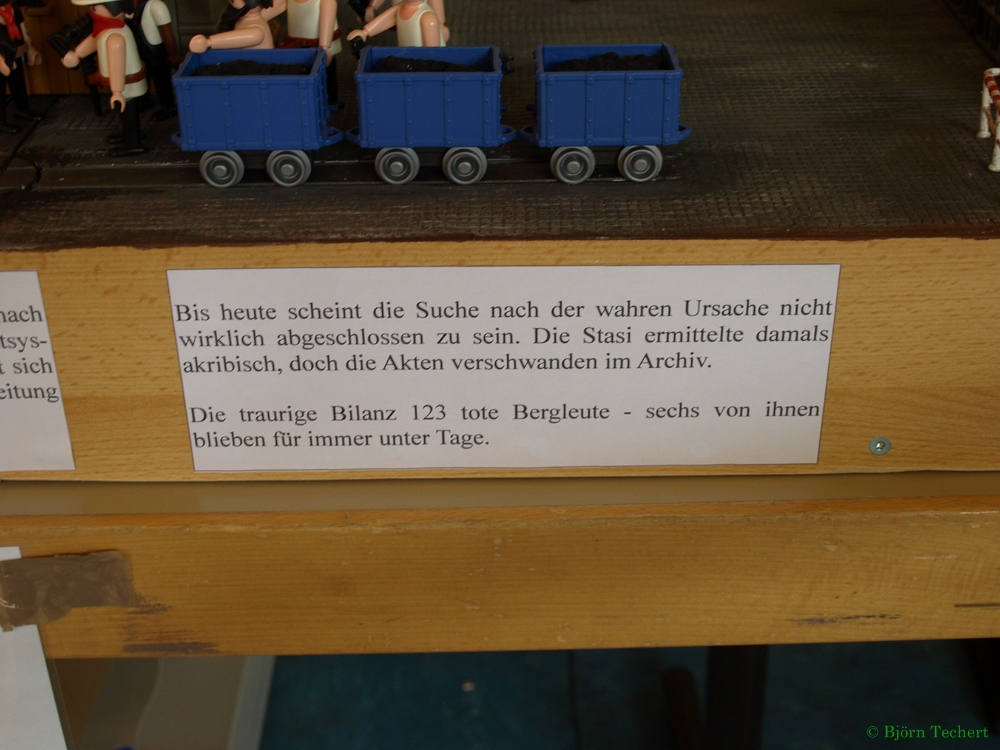 nach
tsys-
t sich
eitung
Bis heute scheint die Suche nach der wahren Ursache nicht
wirklich abgeschlossen zu sein. Die Stasi ermittelte damals
akribisch, doch die Akten verschwanden im Archiv.
Die traurige Bilanz 123 tote Bergleute - sechs von ihnen
blieben für immer unter Tage.
© Björn Techert